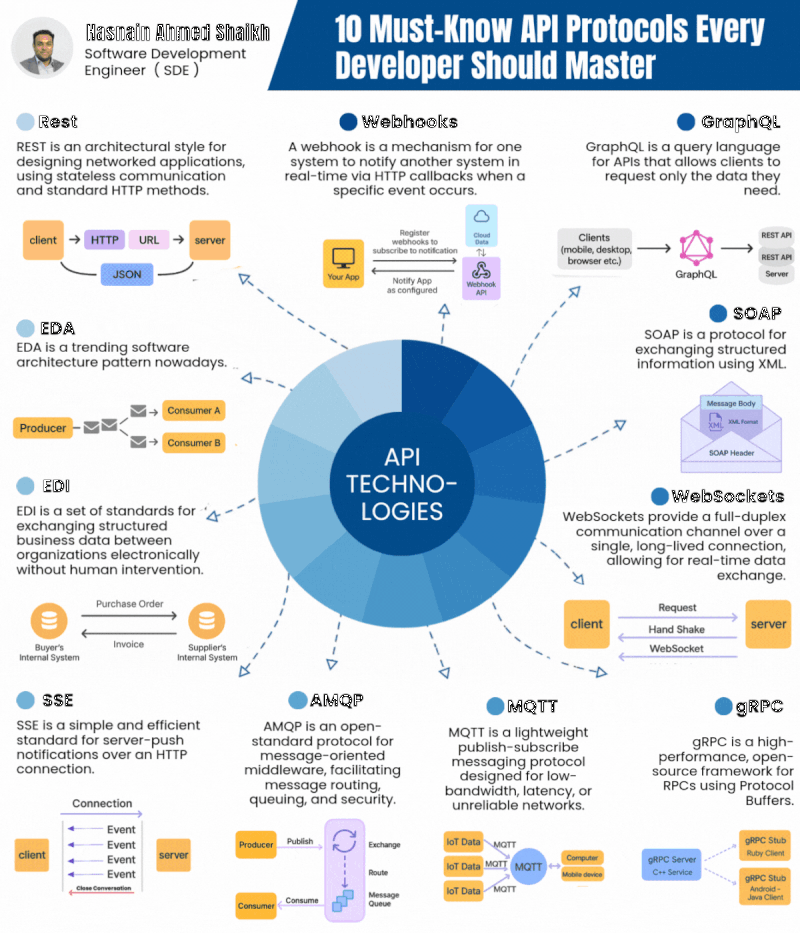 Hasnain Ahmed Shaikh
Software Development
Engineer ( SDE )
10 Must-Know API Protocols Every
Developer Should Master
Rest
REST is an architectural style for
designing networked applications,
using stateless communication
and standard HTTP methods.
client
HTTP
URL
server
JSON
Webhooks
A webhook is a mechanism for one
system to notify another system in
real-time via HTTP callbacks when a
specific event occurs.
Your App
Register
webhooks to
subscribe to notification
Notify App
as configured
Cloud
Data
Webhook
API
GraphQL
GraphQL is a query language
for APIs that allows clients to
request only the data they
need.
Clients
(mobile, desktop,
browser etc.)
GraphQL
REST API
REST API
Server
EDA
EDA is a trending software
architecture pattern nowadays.
Producer
Consumer A
Consumer B
SOAP
SOAP is a protocol for
exchanging structured
information using XML.
Message Body
XML
XML Format
SOAP Header
API
TECHNO-
LOGIES
EDI
EDI is a set of standards for
exchanging structured
business data between
organizations electronically
without human intervention.
Purchase Order
Invoice
Buyer's
Internal System
Supplier's
Internal System
WebSockets
WebSockets provide a full-duplex
communication channel over a
single, long-lived connection,
allowing for real-time data
exchange.
client
Request
Hand Shake
WebSocket
server
SSE
SSE is a simple and efficient
standard for server-push
notifications over an HTTP
connection.
Connection
client
Event
Event
Event
Event
server
Close Conversation
AMQP
AMQP is an open-
standard protocol for
message-oriented
middleware, facilitating
message routing,
queuing, and security.
Producer
Publish
Exchange
Route
Consumer
Consume
Message
Queue
MQTT
MQTT is a lightweight
publish-subscribe
messaging protocol
designed for low-
bandwidth, latency, or
unreliable networks.
IoT Data
MQTT
IoT Data
MQTT
IoT Data
MQTT
MQTT
Computer
Mobile device
gRPC
gRPC is a high-
performance, open-
source framework for
RPCs using Protocol
Buffers.
gRPC Server
C++ Service
gRPC Stub
Ruby Client
gRPC Stub
Android -
Java Client